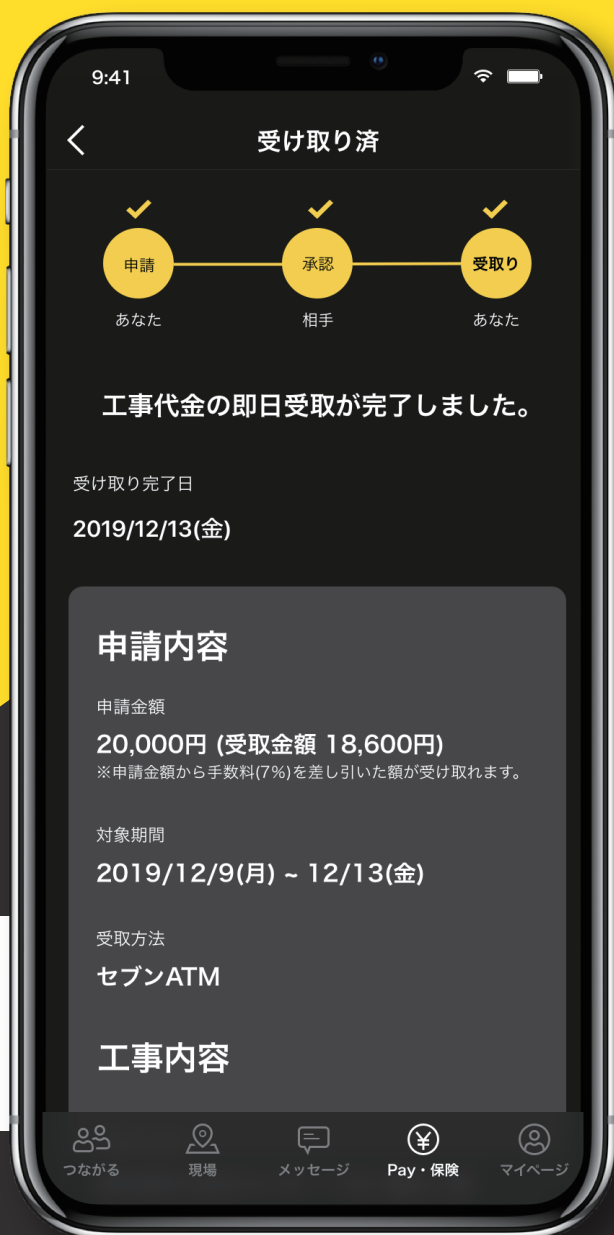 9:41
受け取り済
申請
承認
受取り
あなた
相手
あなた
工事代金の即日受取が完了しました。
受け取り完了日
2019/12/13(金)
申請内容
申請金額
20,000円 (受取金額 18,600円)
※申請金額から手数料(7%)を差し引いた額が受け取れます。
対象期間
2019/12/9(月) ~ 12/13(金)
受取方法
セブンATM
工事内容
つながる
現場
メッセージ
Pay・保険
マイページ